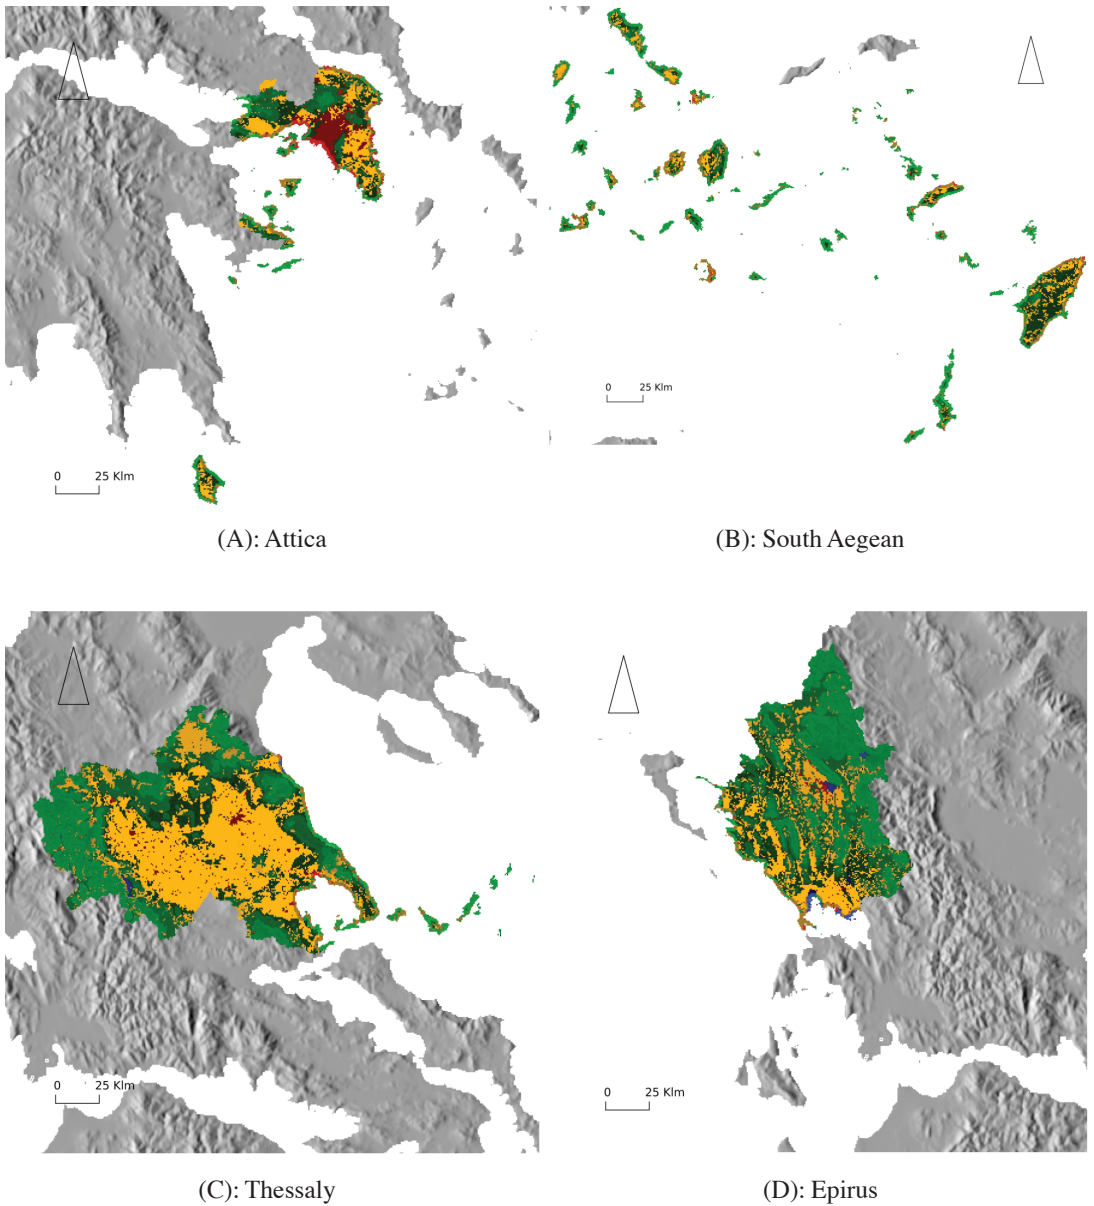 0 25 Klm
(A): Attica
0 25 Klm
(B): South Aegean
0 25 Klm
(C): Thessaly
0 25 Klm
(D): Epirus